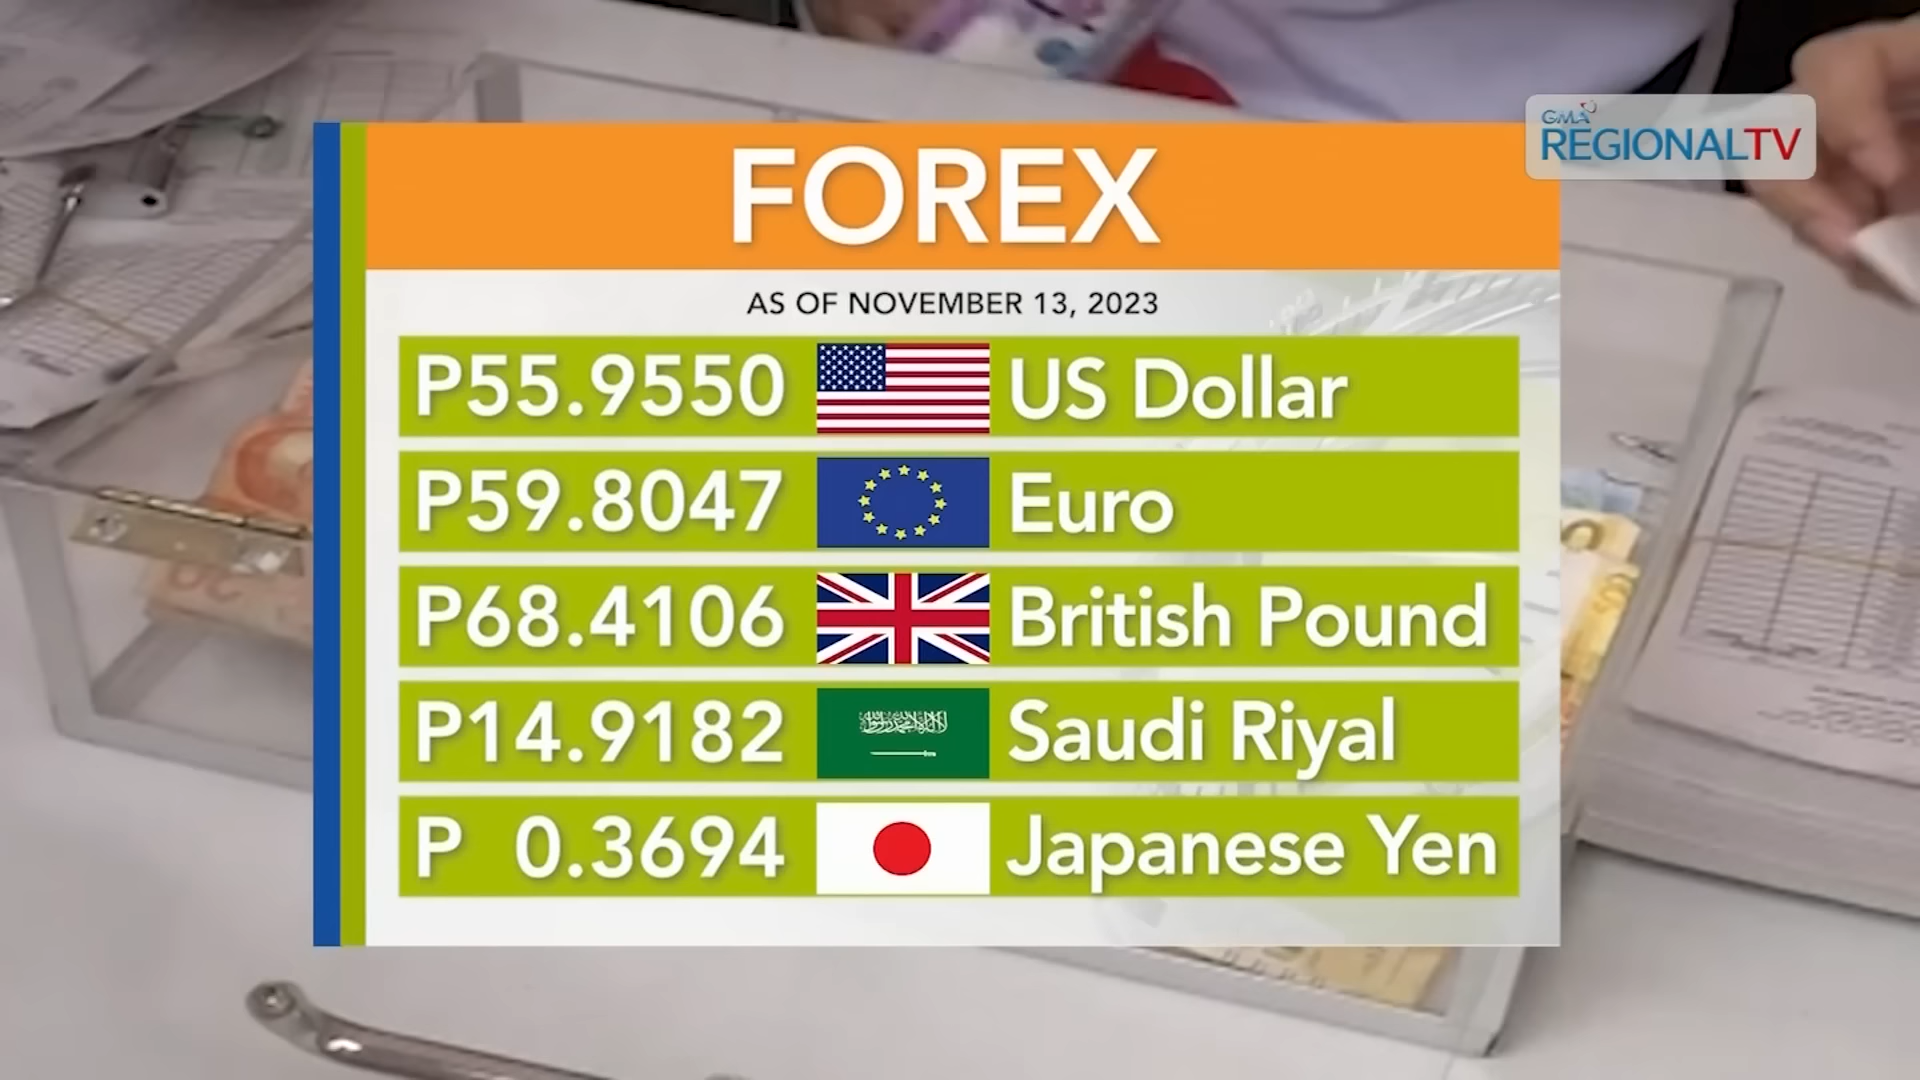 GMA
REGIONALTV
FOREX
AS OF NOVEMBER 13, 2023
P55.9550 US Dollar
P59.8047 Euro
P68.4106 British Pound
P14.9182 Saudi Riyal
P 0.3694 Japanese Yen